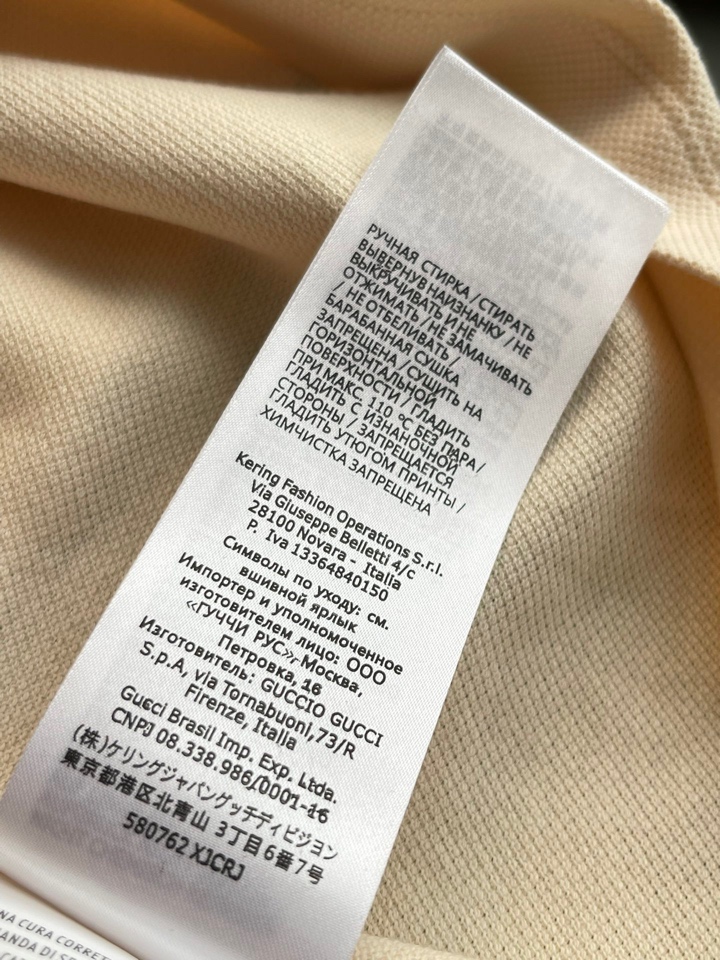 РУЧНАЯ СТИРКА / СТИРАТЬ
ВЫВЕРНУВ НАИЗНАНКУ / НЕ
ВЫКРУЧИВАТЬ И НЕ
ОТЖИМАТЬ / НЕ ЗАМАЧИВАТЬ
/ НЕ ОТБЕЛИВАТЬ /
БАРАБАННАЯ СУШКА
ЗАПРЕЩЕНА / СУШИТЬ НА
ГОРИЗОНТАЛЬНОЙ
ПОВЕРХНОСТИ / ГЛАДИТЬ
ПРИ МАКС. 110 °C БЕЗ ПАРА /
ГЛАДИТЬ С ИЗНАНОЧНОЙ
СТОРОНЫ / ЗАПРЕЩАЕТСЯ
ГЛАДИТЬ УТЮГОМ ПРИНТЫ /
ХИМЧИСТКА ЗАПРЕЩЕНА
Kering Fashion Operations S.r.l.
Via Giuseppe Belletti 4/c
28100 Novara - Italia
P. Iva 13364840150
Символы по уходу: см.
вшивной ярлык
Импортер и уполномоченное
изготовителем лицо: ООО
«ГУЧЧИ РУС», Москва,
Петровка, 16
Изготовитель: GUCCIO GUCCI
S.p.A, via Tornabuoni,73/R
Firenze, Italia
Gucci Brasil Imp. Exp. Ltda.
CNPJ 08.338.986/0001-16
(株)ケリングジャパングッチディビジョン
東京都港区北青山 3丁目6番7号
580762 XJCRJ
NA CURA CORRET
ANDA DI